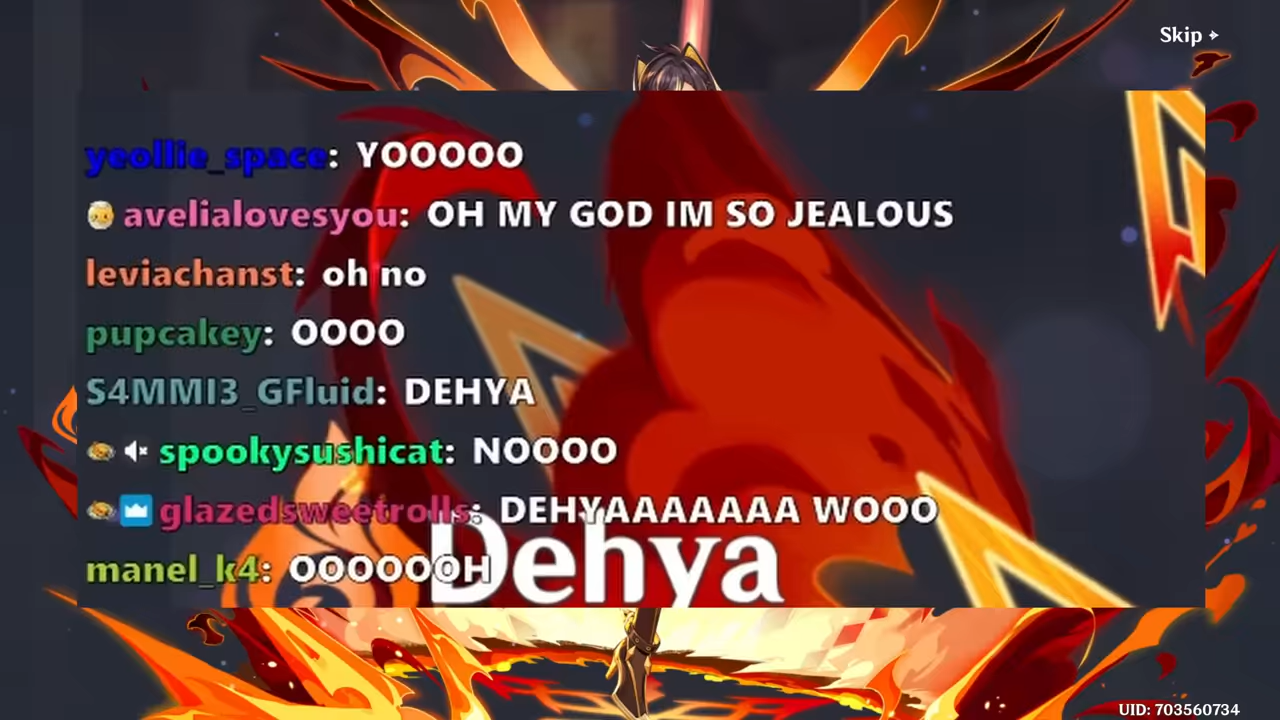 Skip
yeollie_space: YOOOOO
avelialovesyou: OH MY GOD IM SO JEALOUS
leviachanst: oh no
pupcakey: OOOO
S4MMI3_GFluid: DEHYA
spookysushicat: NOOOO
glazedsweetrolls: DEHYAAAAAAA WOOO
manel_k4: OOOOOOH
Dehya
UID: 703560734